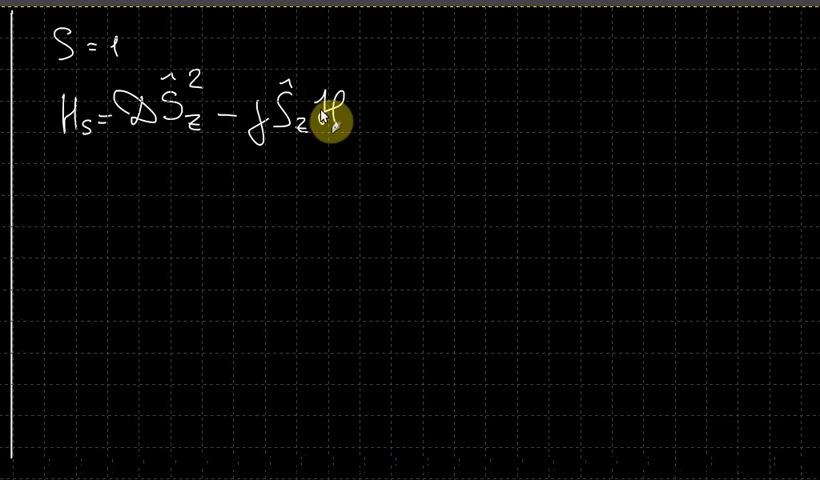 S = 1
H_S = 𝒟 Ŝ_z^2 - γ Ŝ_z ℋ